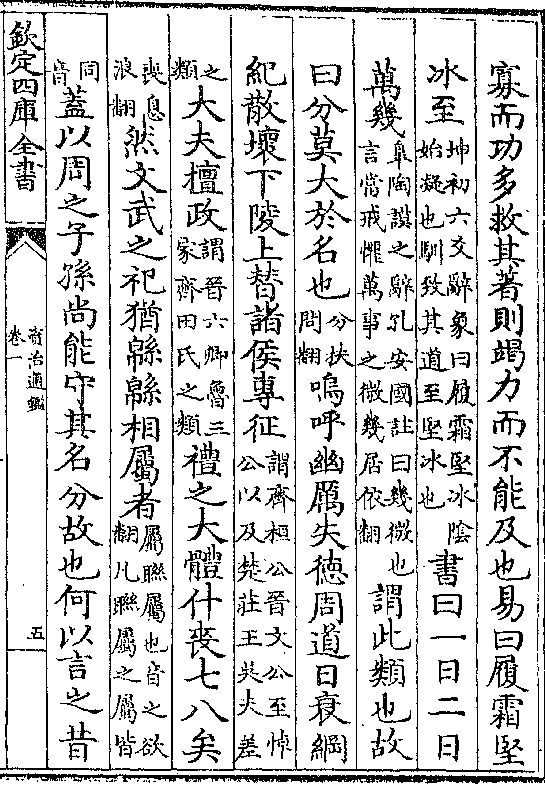 寡而功多救其著則竭力而不能及也易曰履霜堅
冰至坤初六爻辭象曰履霜堅冰陰始凝也馴致其道至堅冰也書曰一日二日
萬幾臯陶謨之辭孔安國註曰幾微也言當戒懼萬事之微幾居依翻謂此類也故
曰分莫大於名也分扶問翻嗚呼幽厲失德周道日衰綱
紀散壞下陵上替諸侯專征謂齊桓公晉文公至悼公以及楚莊王吳夫差
之類大夫擅政謂晉六卿魯三家齊田氏之類禮之大體什喪七八矣
喪息浪翻然文武之祀猶緜緜相屬者屬聯屬也音之欲翻凡聯屬之屬皆
同音蓋以周之子孫尚能守其名分故也何以言之昔
欽定四庫全書
資治通鑑
卷一
五